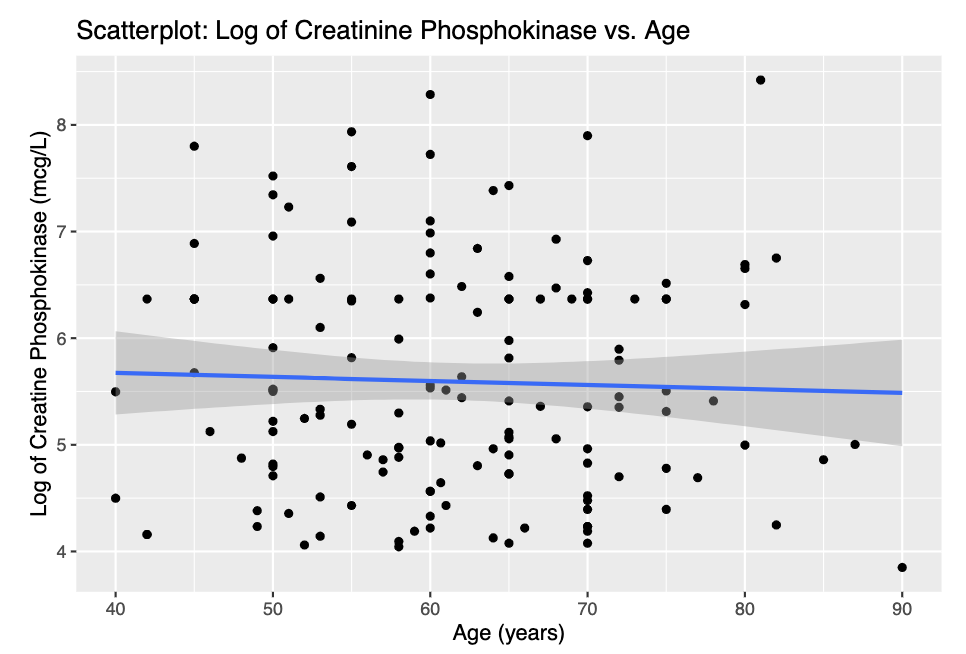 Scatterplot: Log of Creatinine Phosphokinase vs. Age
Log of Creatine Phosphokinase (mcg/L)
8
7
6
5
4
40 50 60 70 80 90
Age (years)